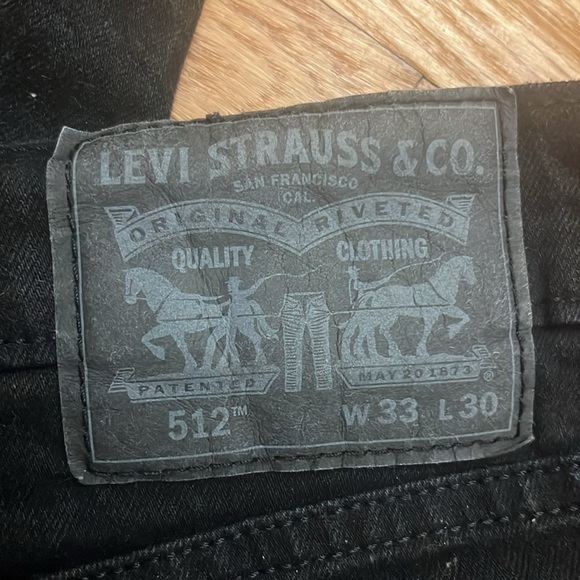 LEVI STRAUSS & CO.
SAN FRANCISCO
CAL.
ORIGINAL RIVETED
QUALITY CLOTHING
PATENTED MAY 20 1873 ®
512™ W 33 L 30